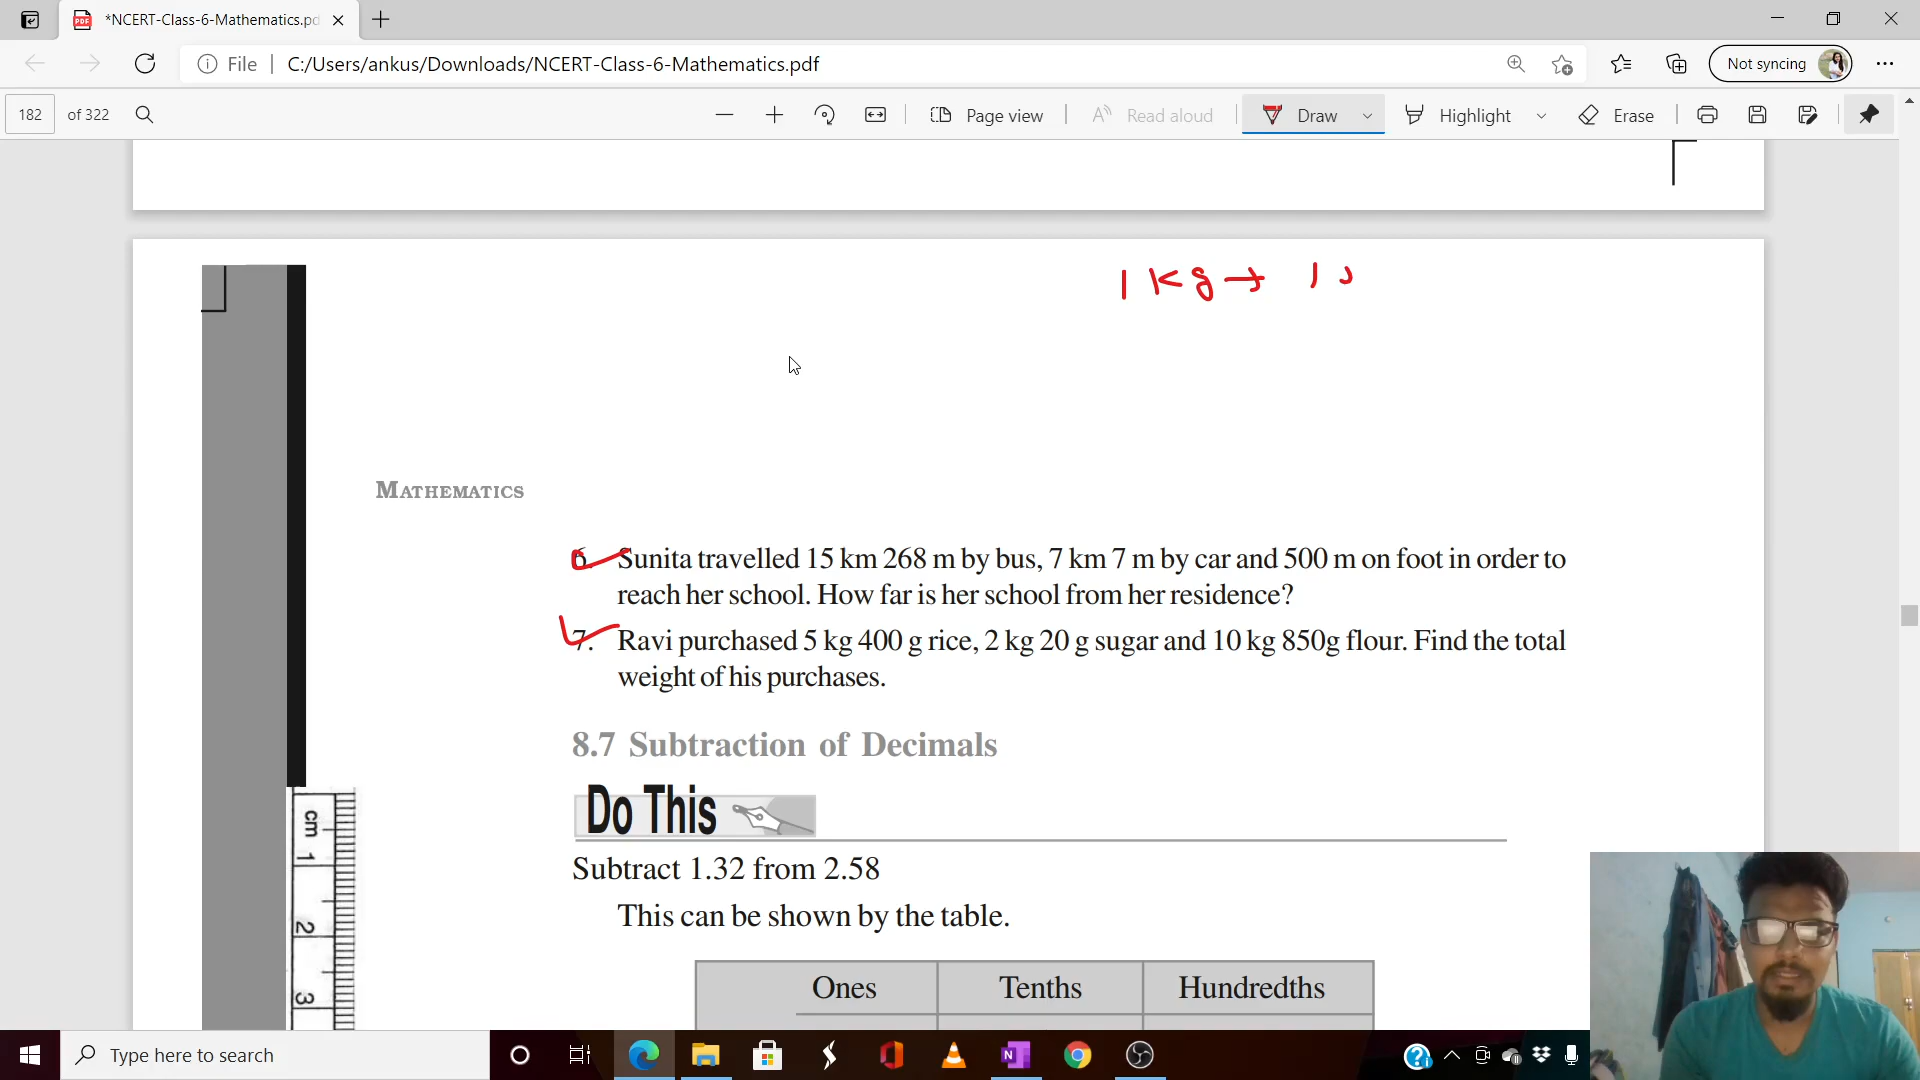 *NCERT-Class-6-Mathematics.pd
Not syncing
File C:/Users/ankus/Downloads/NCERT-Class-6-Mathematics.pdf
182 of 322 Page view Read aloud Draw Highlight Erase
1 Kg → 1
MATHEMATICS
6. Sunita travelled 15 km 268 m by bus, 7 km 7 m by car and 500 m on foot in order to
reach her school. How far is her school from her residence?
7. Ravi purchased 5 kg 400 g rice, 2 kg 20 g sugar and 10 kg 850g flour. Find the total
weight of his purchases.
8.7 Subtraction of Decimals
Do This
cm
1
2
3
Subtract 1.32 from 2.58
This can be shown by the table.
Ones Tenths Hundredths
Type here to search